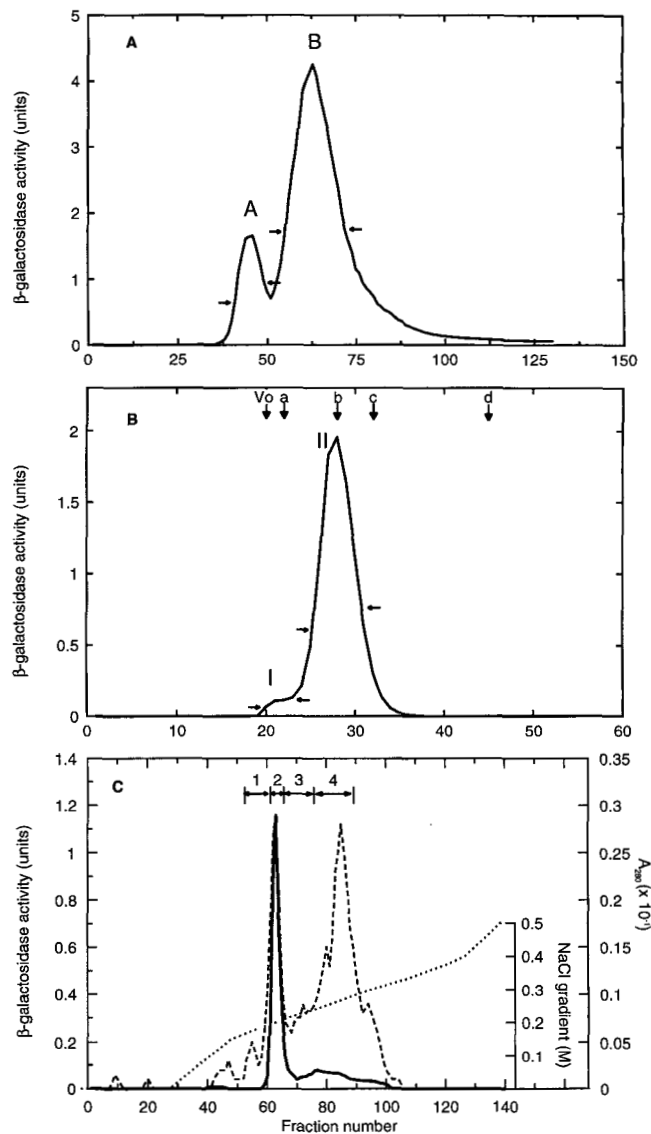 A
B
A
β-galactosidase activity (units)
5
4
3
2
1
0
0 25 50 75 100 125 150
B
Vo a b c d
II
I
β-galactosidase activity (units)
2
1.5
1
0.5
0
0 10 20 30 40 50 60
C
1 2 3 4
β-galactosidase activity (units)
1.4
1.2
1
0.8
0.6
0.4
0.2
0
0.35
0.3
0.25
0.2
0.15
0.1
0.05
0
A280 (x 10-1)
0.5
0.4
0.3
0.2
0.1
NaCl gradient (M)
0 20 40 60 80 100 120 140
Fraction number